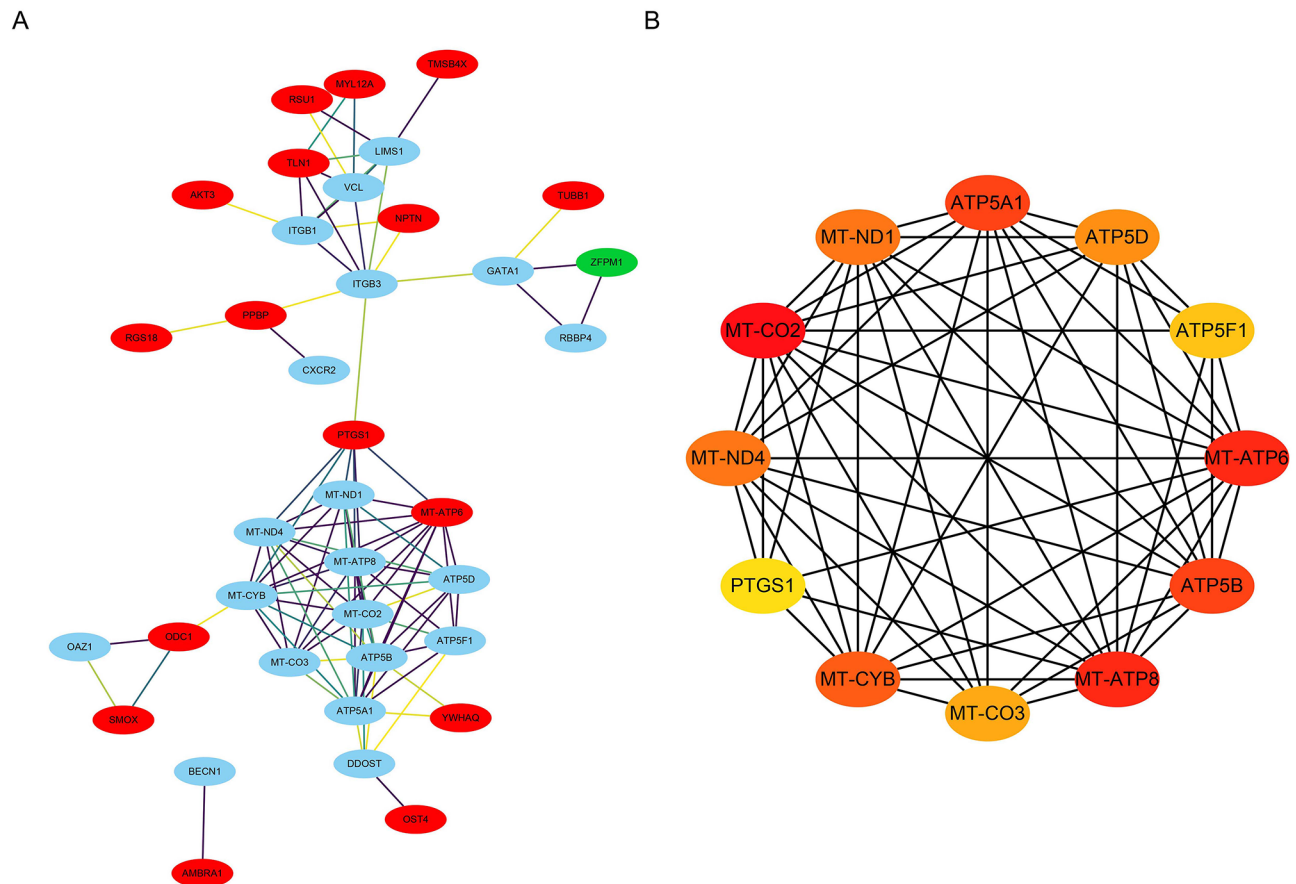 A
B
TMSB4X
MYL12A
RSU1
LIMS1
TLN1
VCL
AKT3
NPTN
ITGB1
TUBB1
ZFPM1
GATA1
ITGB3
PPBP
RGS18
RBBP4
CXCR2
PTGS1
MT-ND1
MT-ATP6
MT-ND4
MT-ATP8
ATP5D
MT-CYB
MT-CO2
ODC1
ATP5F1
OAZ1
ATP5B
MT-CO3
ATP5A1
SMOX
YWHAQ
DDOST
BECN1
OST4
AMBRA1
ATP5A1
MT-ND1
ATP5D
MT-CO2
ATP5F1
MT-ND4
MT-ATP6
PTGS1
ATP5B
MT-CYB
MT-ATP8
MT-CO3